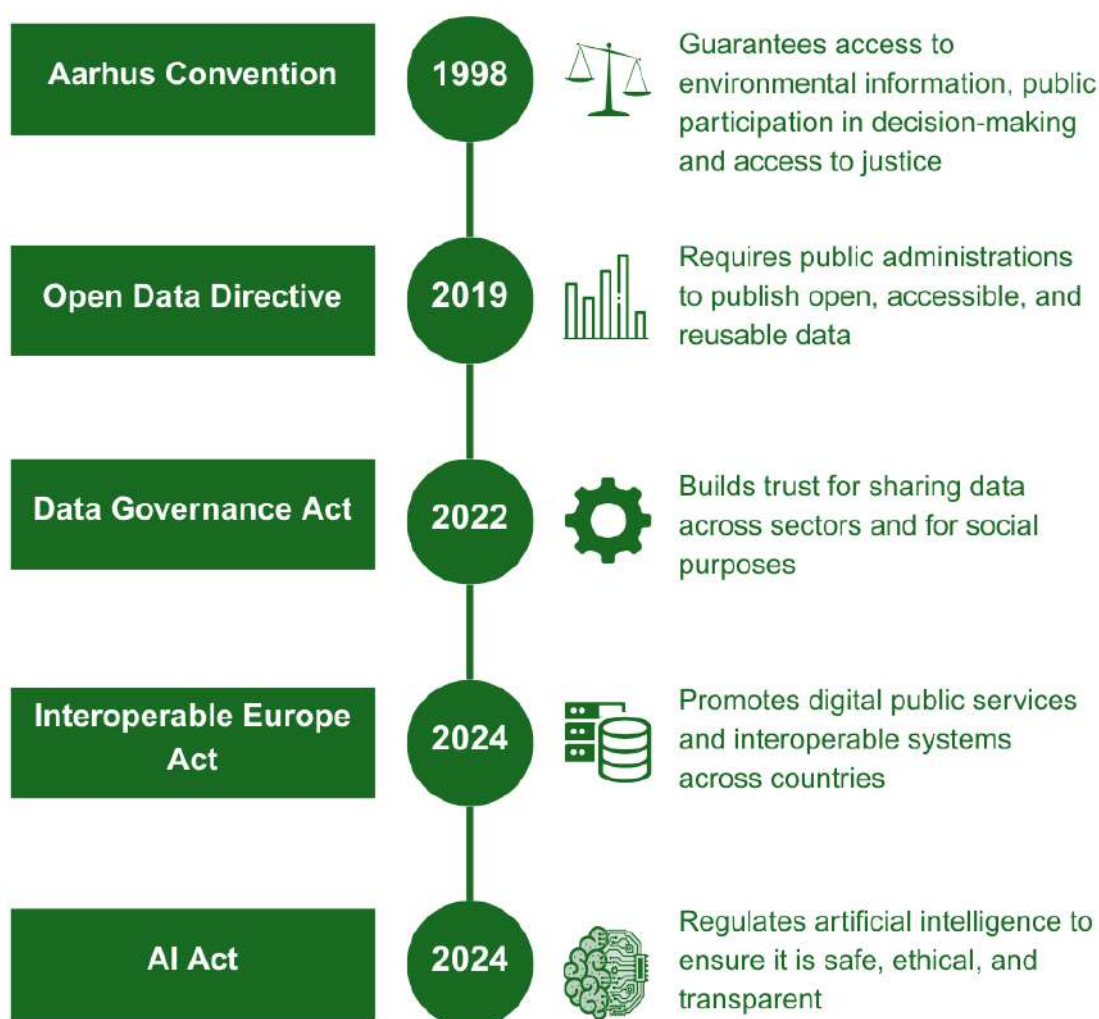 Aarhus Convention
1998
Guarantees access to
environmental information, public
participation in decision-making
and access to justice
Open Data Directive
2019
Requires public administrations
to publish open, accessible, and
reusable data
Data Governance Act
2022
Builds trust for sharing data
across sectors and for social
purposes
Interoperable Europe
Act
2024
Promotes digital public services
and interoperable systems
across countries
AI Act
2024
Regulates artificial intelligence to
ensure it is safe, ethical, and
transparent